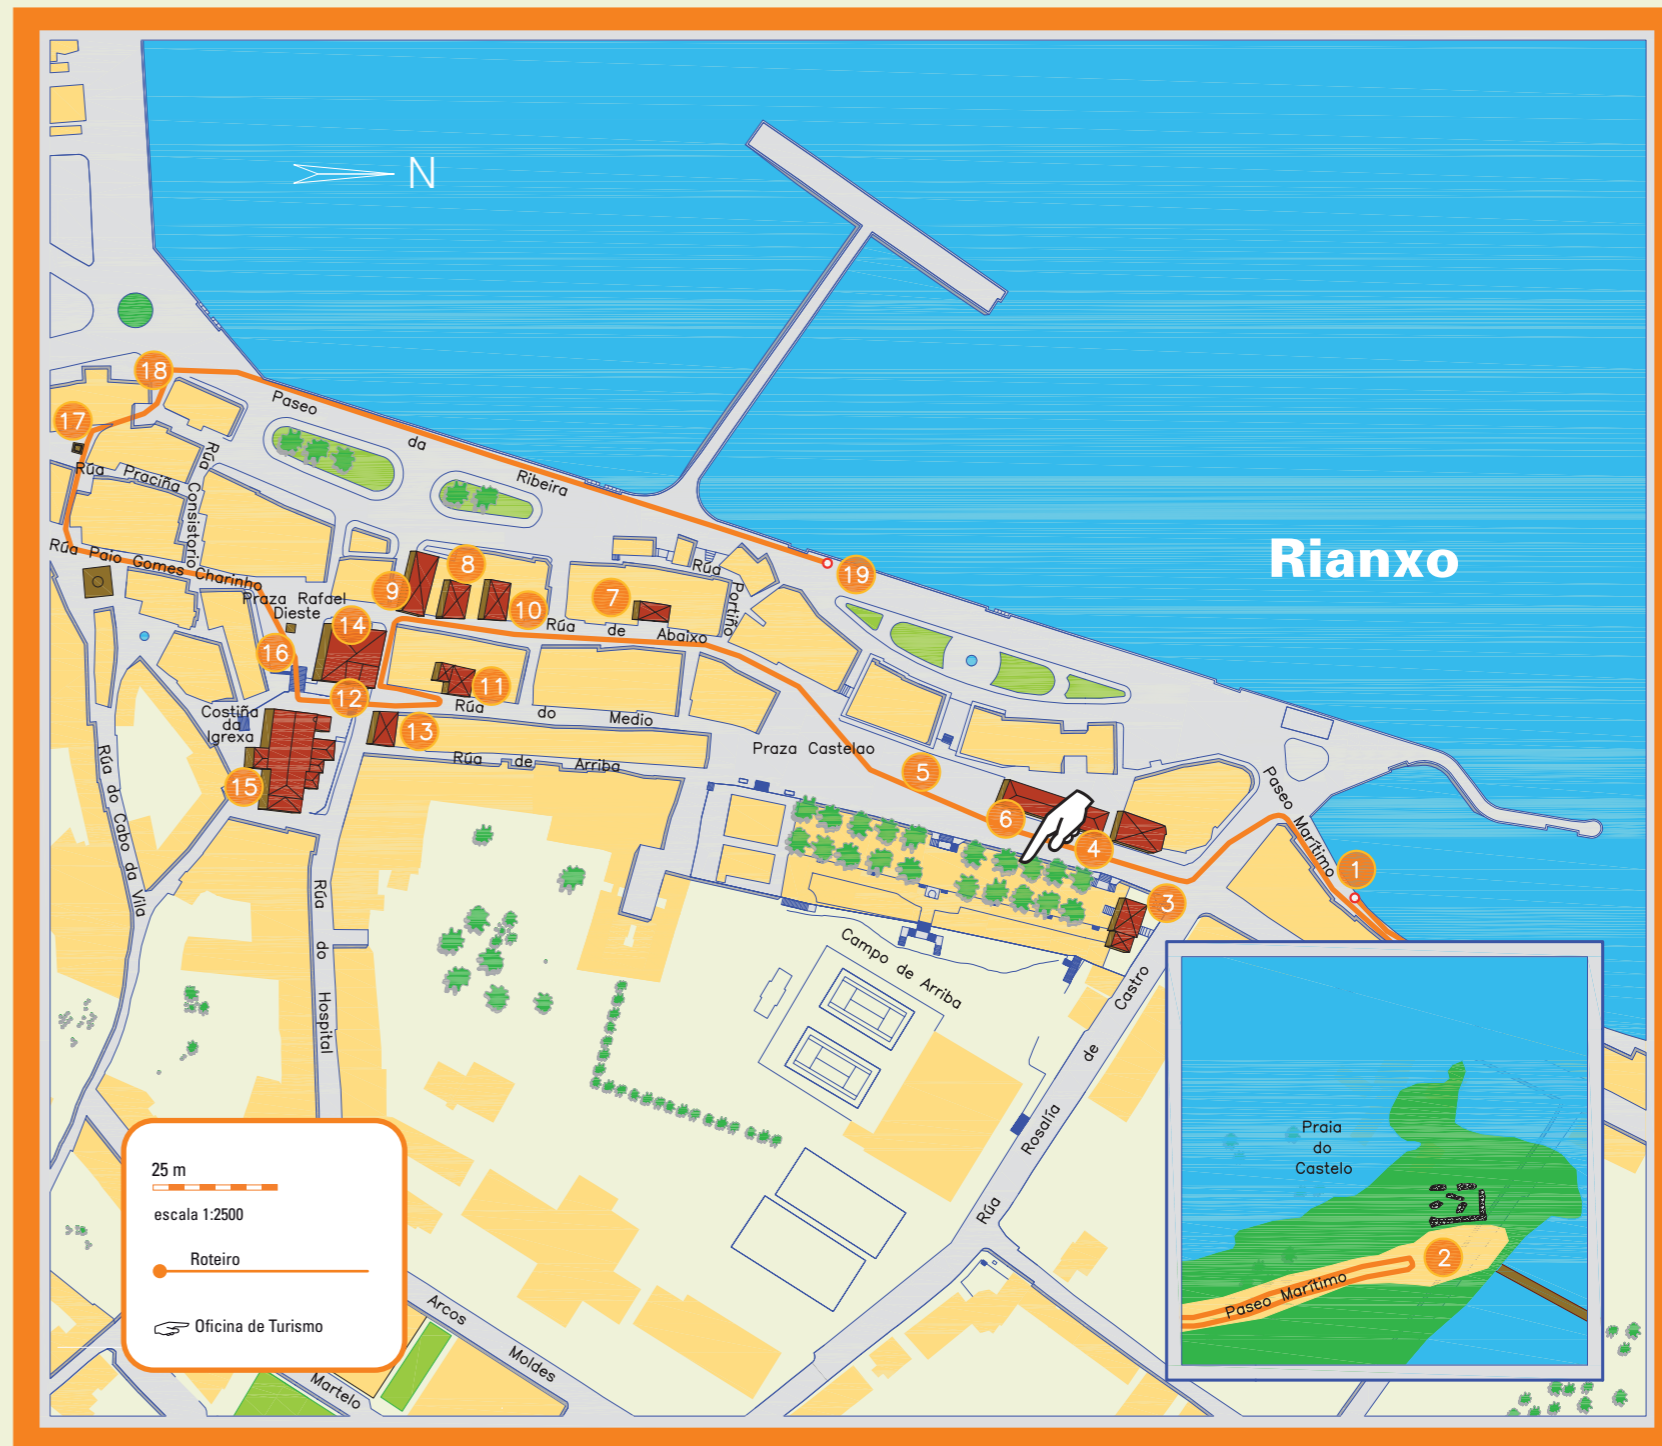 N
Rianxo
18
17
Paseo
da
Ribeira
Rúa Praciña
Rúa Consistorio
Rúa Paio Gomes Charinho
Praza Rafael
Dieste
9
8
10
7
Rúa
Portiño
19
14
16
Rúa de Abaixo
12
11
13
Rúa do Medio
Costiña
da
Igrexa
15
Rúa de Arriba
Praza Castelao
5
6
4
3
1
Paseo Marítimo
Rúa do Cabo da Vila
Rúa do Hospital
Campo de Arriba
Rúa Rosalía de Castro
Praia
do
Castelo
2
Paseo Marítimo
25 m
escala 1:2500
Roteiro
Oficina de Turismo
Arcos
Moldes
Martelo